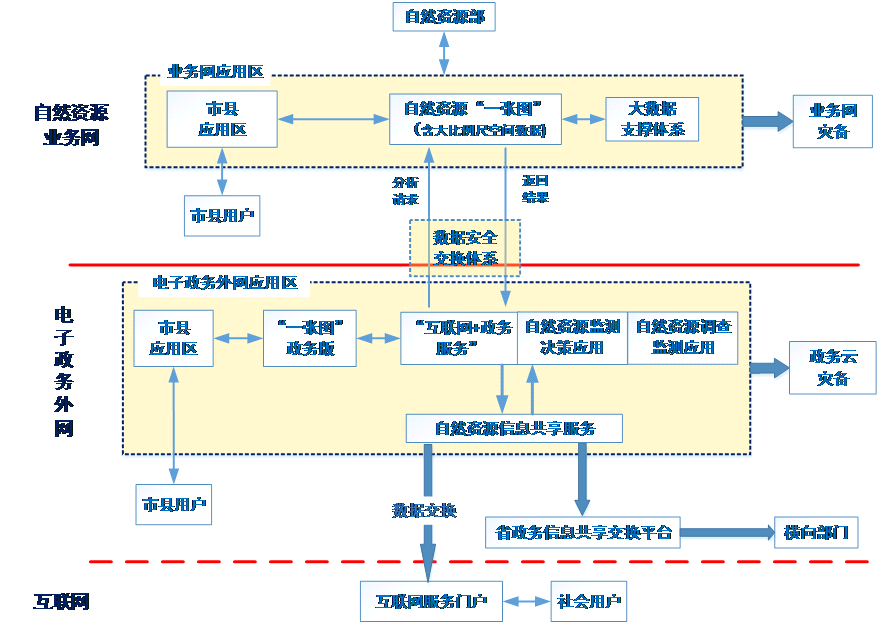 自然资源部
业务网应用区
自然资源
业务网
市县
应用区
自然资源“一张图”
(含大比例尺空间数据)
大数据
支撑体系
业务网
灾备
分析
请求
返回
结果
市县用户
数据安全
交换体系
电子政务外网应用区
电
子
政
务
外
网
市县
应用区
“一张图”
政务版
“互联网+政务
服务”
自然资源监测
决策应用
自然资源调查
监测应用
政务云
灾备
自然资源信息共享服务
市县用户
数据交换
省政务信息共享交换平台
横向部门
互联网
互联网服务门户
社会用户